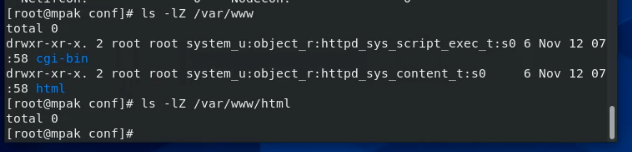 [root@mpak conf]# ls -lZ /var/www
total 0
drwxr-xr-x. 2 root root system_u:object_r:httpd_sys_script_exec_t:s0 6 Nov 12 07
:58 cgi-bin
drwxr-xr-x. 2 root root system_u:object_r:httpd_sys_content_t:s0     6 Nov 12 07
:58 html
[root@mpak conf]# ls -lZ /var/www/html
total 0
[root@mpak conf]#